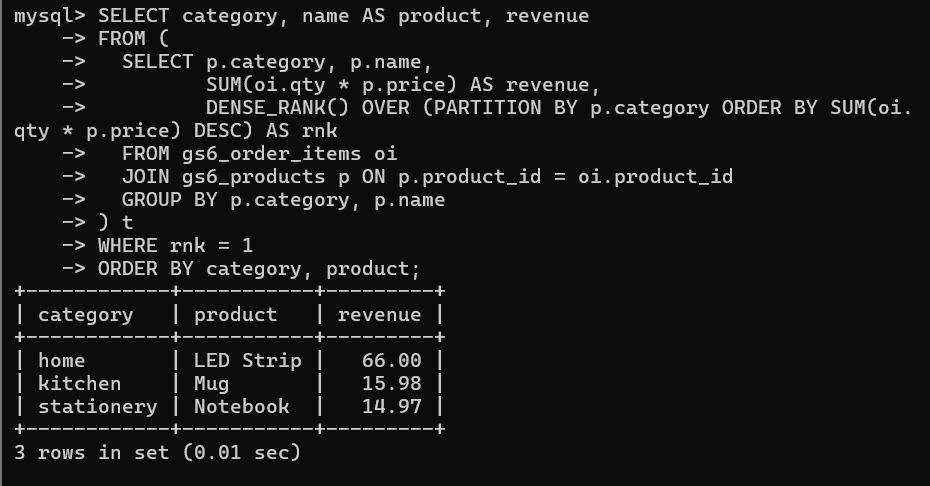 mysql> SELECT category, name AS product, revenue
    -> FROM (
    ->   SELECT p.category, p.name,
    ->          SUM(oi.qty * p.price) AS revenue,
    ->          DENSE_RANK() OVER (PARTITION BY p.category ORDER BY SUM(oi.
qty * p.price) DESC) AS rnk
    ->   FROM gs6_order_items oi
    ->   JOIN gs6_products p ON p.product_id = oi.product_id
    ->   GROUP BY p.category, p.name
    -> ) t
    -> WHERE rnk = 1
    -> ORDER BY category, product;
+------------+-----------+---------+
| category   | product   | revenue |
+------------+-----------+---------+
| home       | LED Strip |   66.00 |
| kitchen    | Mug       |   15.98 |
| stationery | Notebook  |   14.97 |
+------------+-----------+---------+
3 rows in set (0.01 sec)